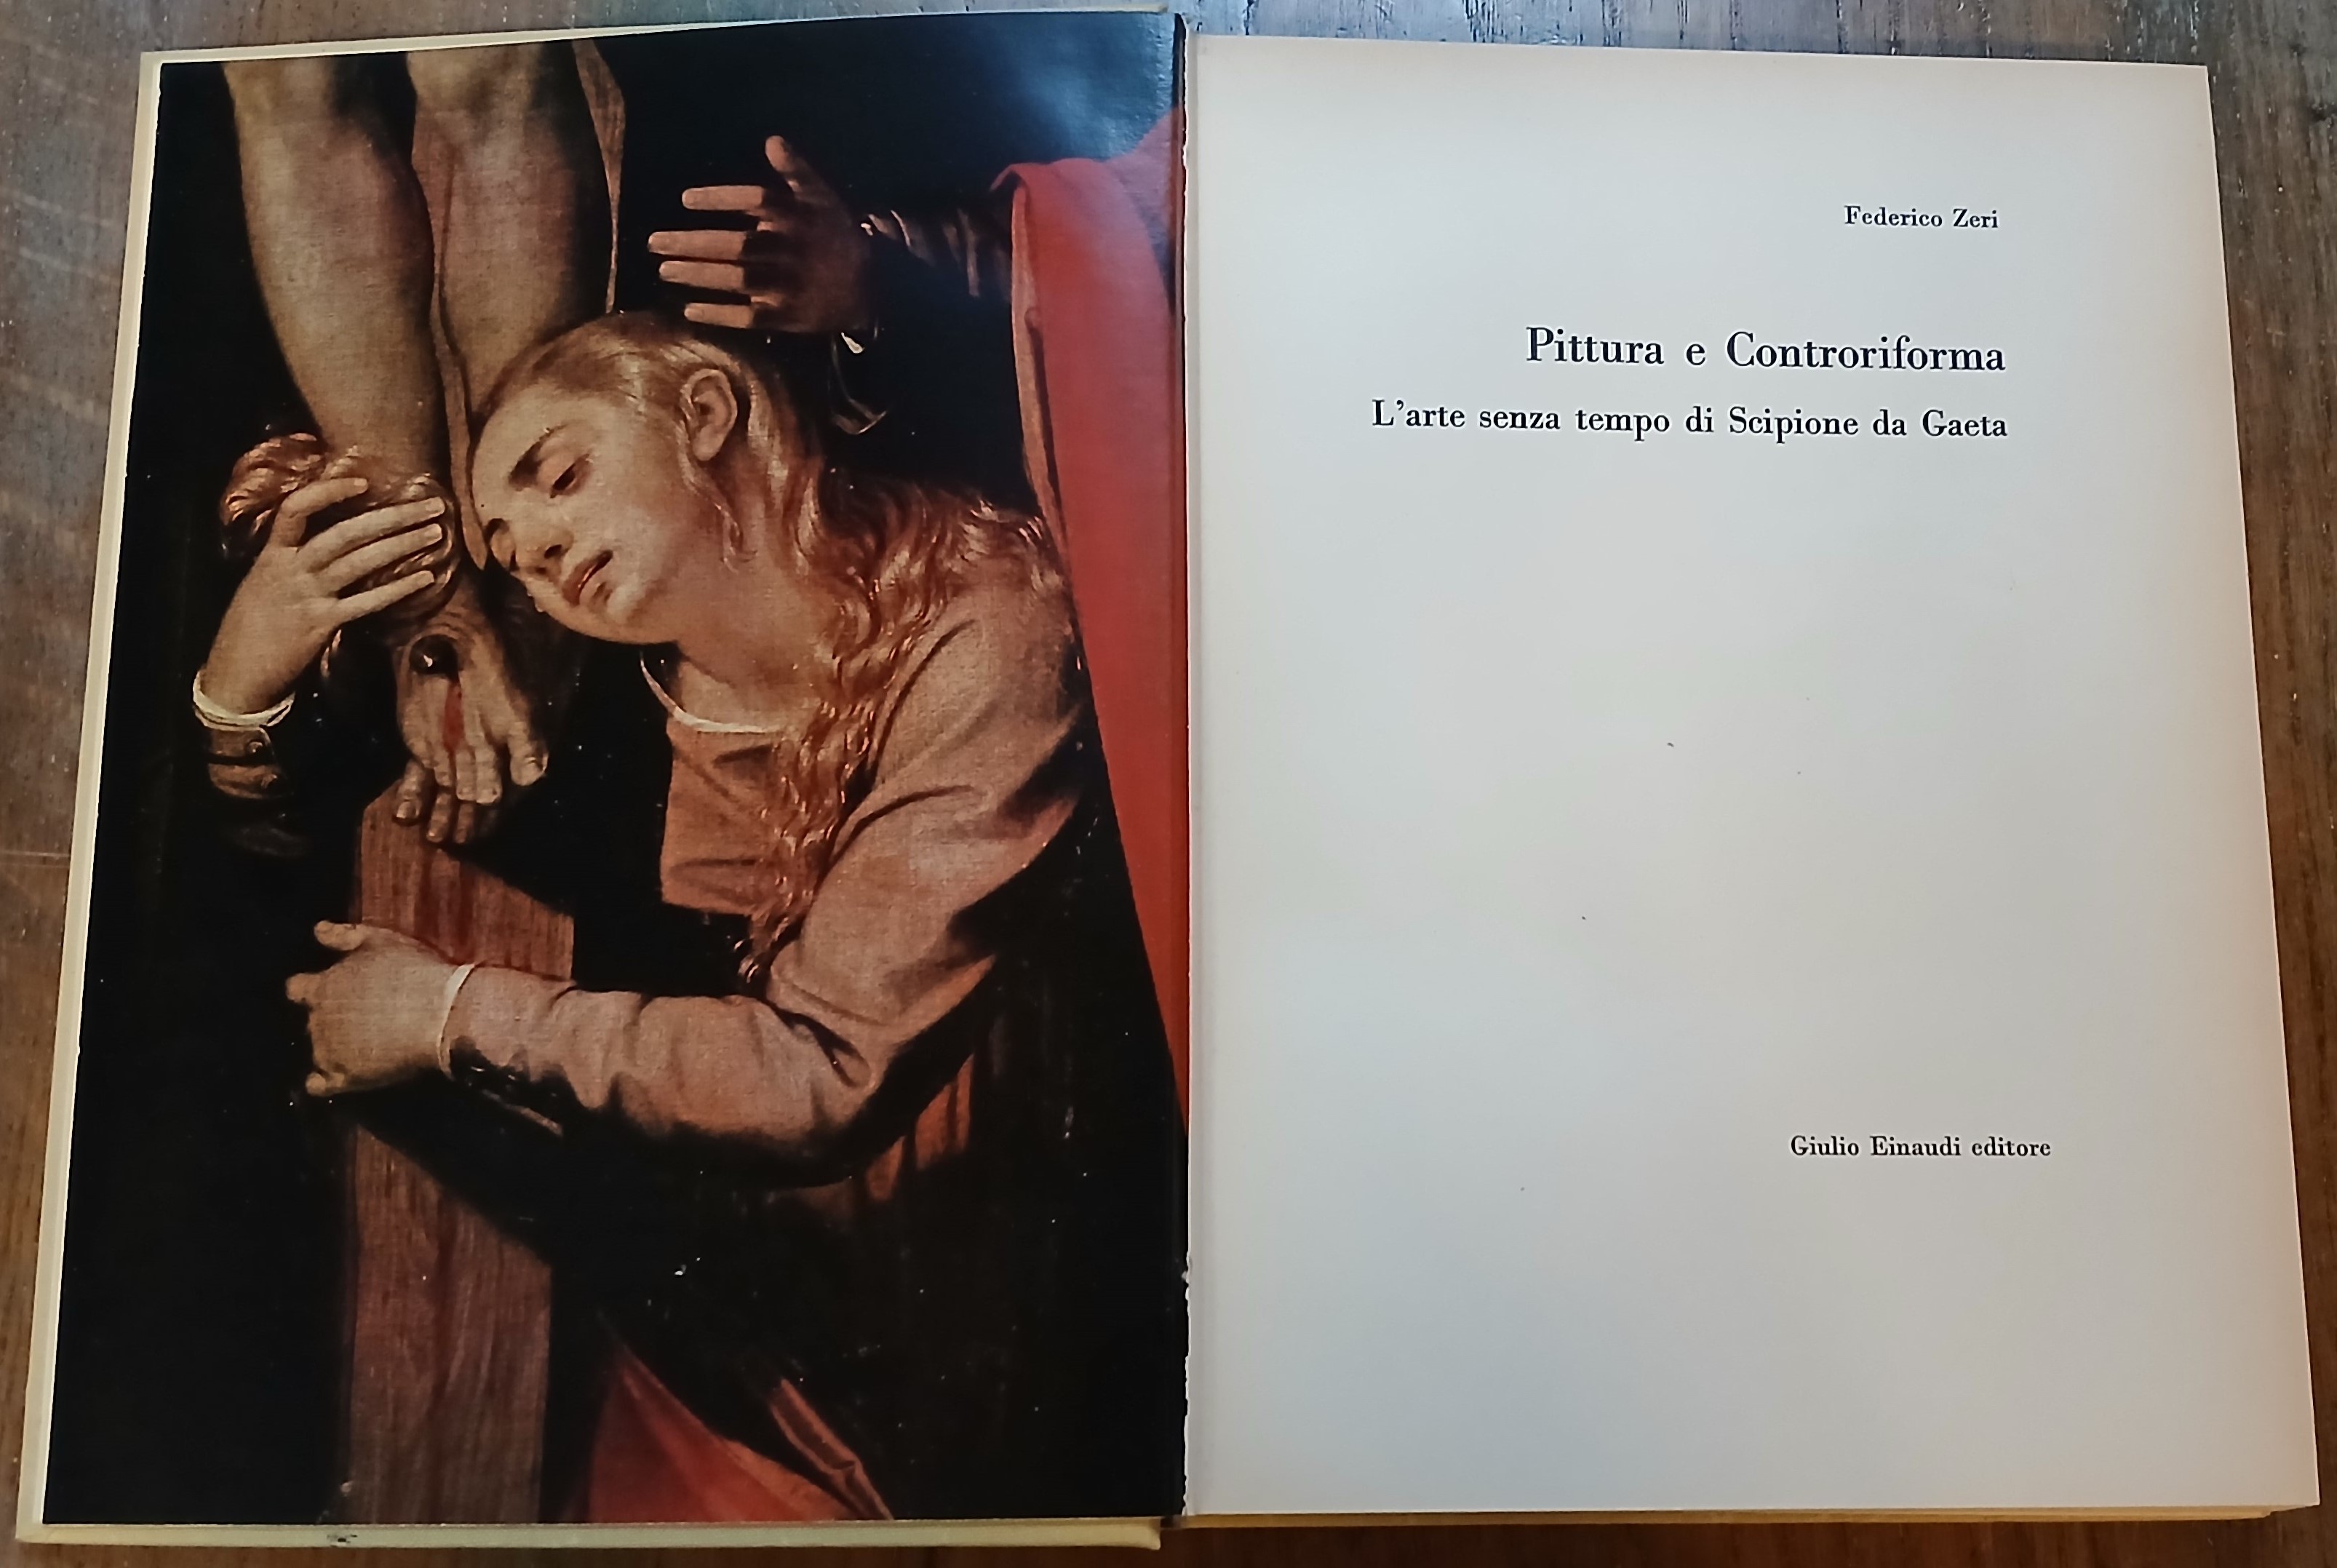 Federico Zeri
Pittura e Controriforma
L'arte senza tempo di Scipione da Gaeta
Giulio Einaudi editore